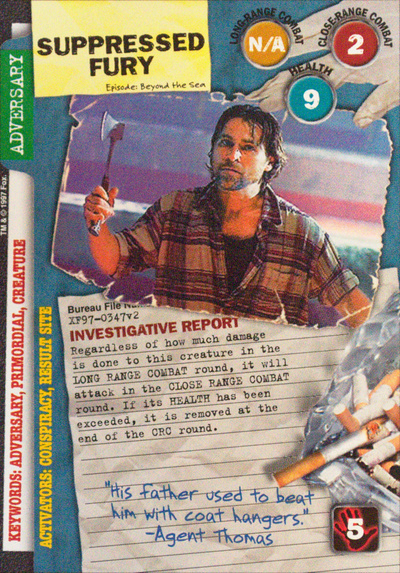 SUPPRESSED
FURY
Episode: Beyond the Sea
LONG-RANGE COMBAT
N/A
CLOSE-RANGE COMBAT
2
HEALTH
9
ADVERSARY
TM & © 1997 Fox.
KEYWORDS: ADVERSARY, PRIMORDIAL, CREATURE
ACTIVATORS: CONSPIRACY, RESULT SITE
Bureau File
XF97-0347v2
INVESTIGATIVE REPORT
Regardless of how much damage
is done to this creature in the
LONG RANGE COMBAT round, it will
attack in the CLOSE RANGE COMBAT
round. If its HEALTH has been
exceeded, it is removed at the
end of the CRC round.
"His father used to beat
him with coat hangers."
-Agent Thomas
5